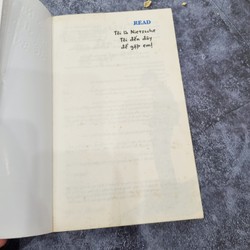 READ
Tôi là Nietzsche
Tôi đến đây
để gặp em!